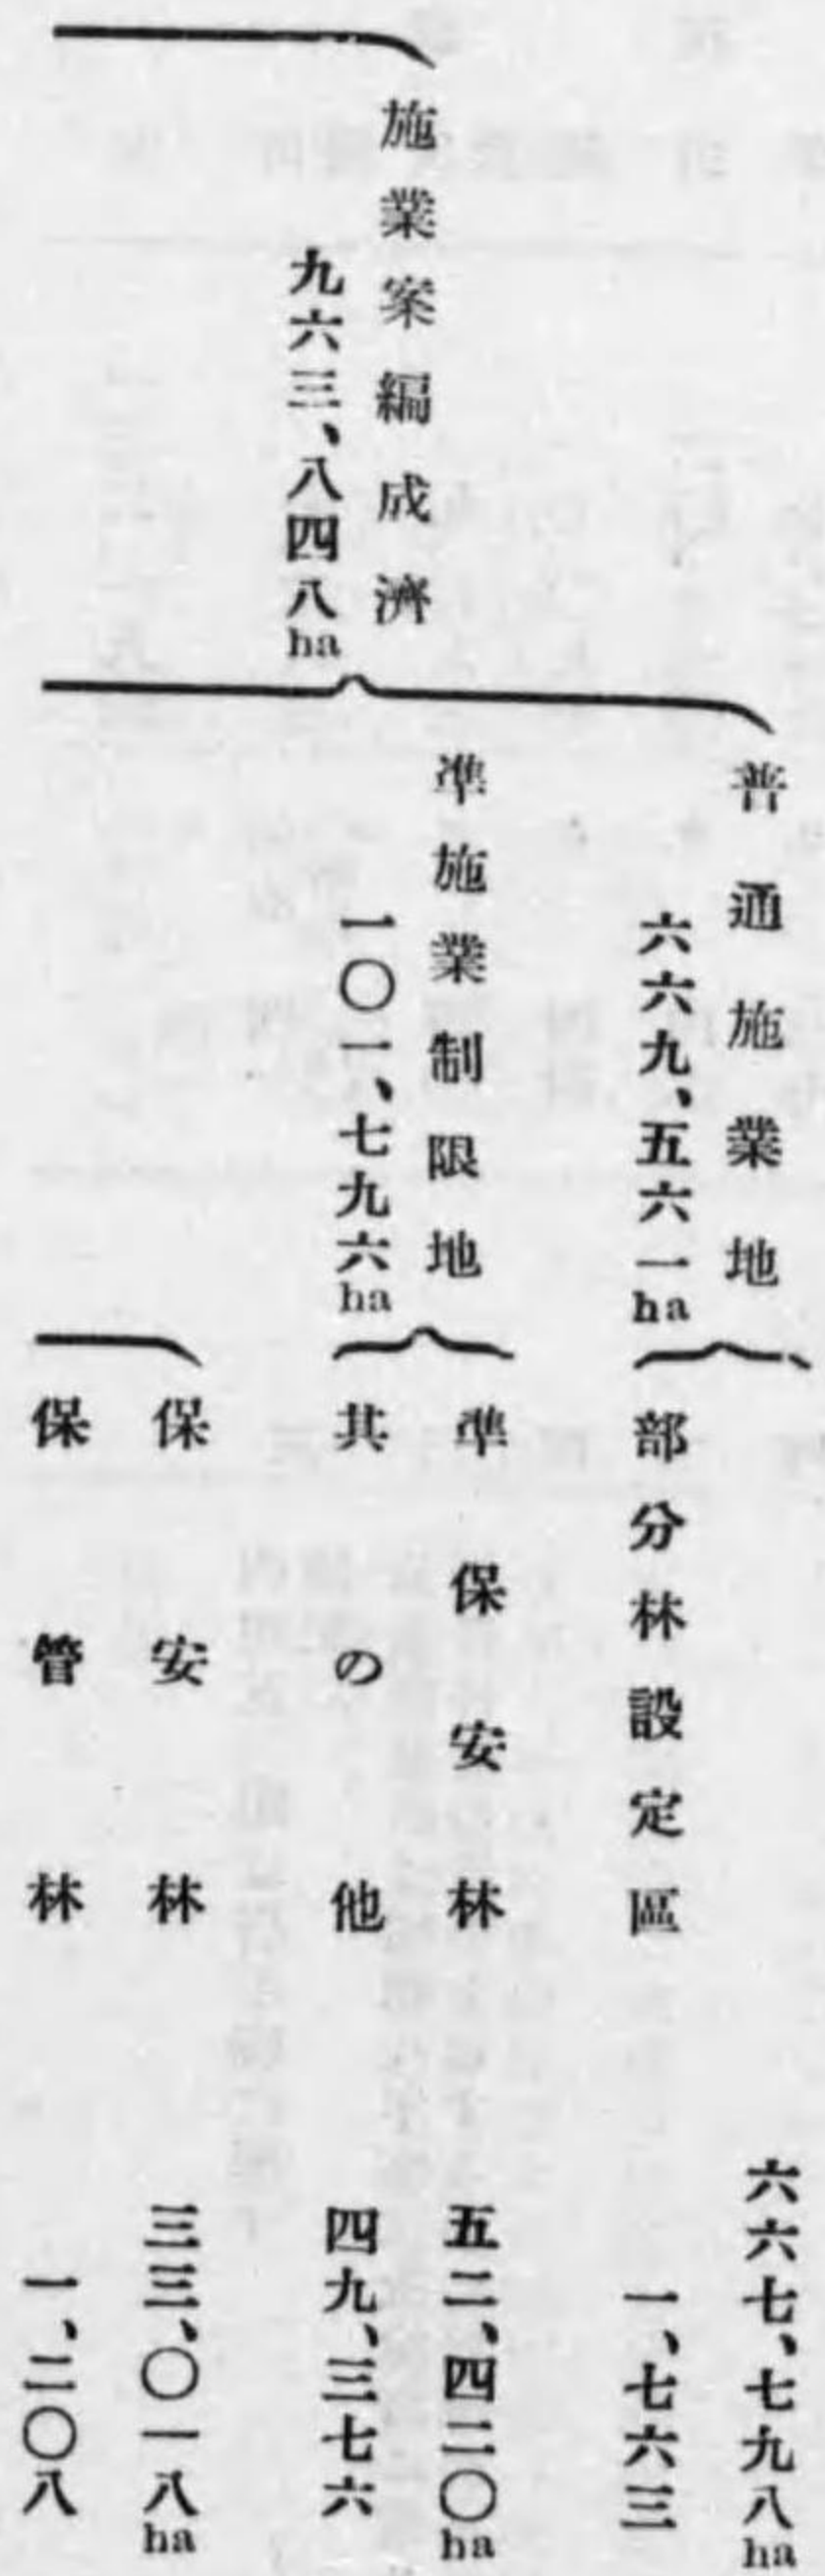 施業案編成濟
九六三、八四八ha
普通施業地
六六九、五六一ha
六六七、七九八ha
部分林設定區
一、七六三
準施業制限地
一〇一、七九六ha
準保安林
五二、四二〇ha
其の他
四九、三七六
保安林
三三、〇一八ha
保管林
一、二〇八